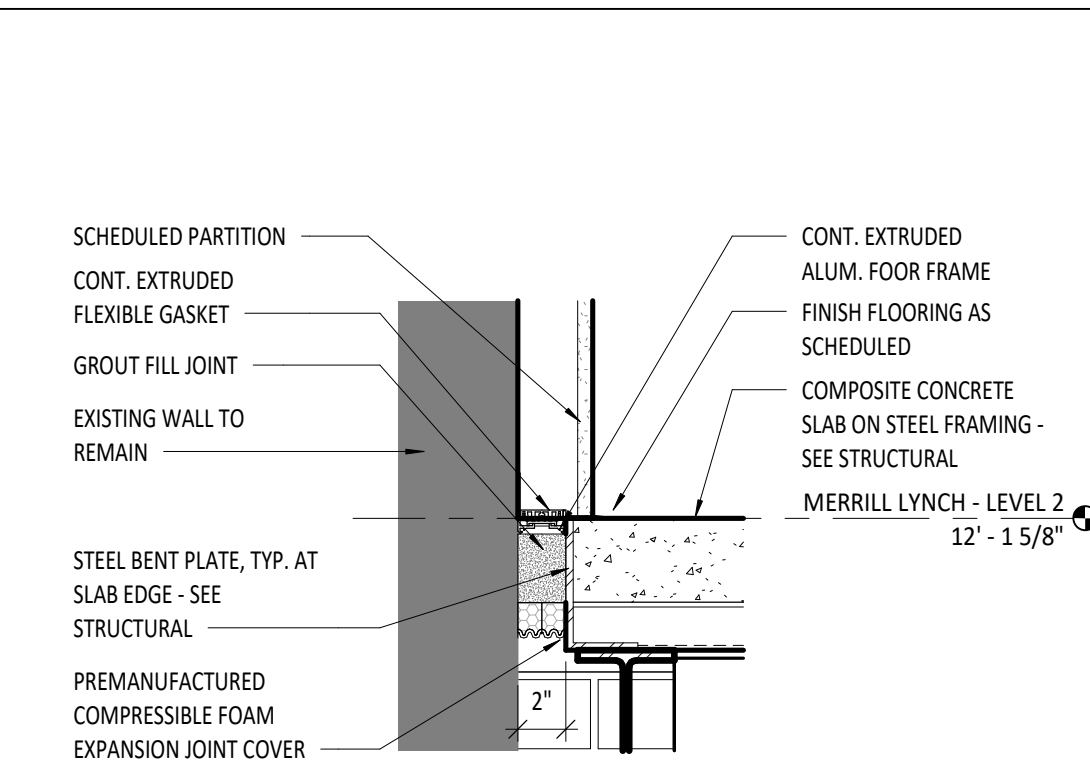 SCHEDULED PARTITION
CONT. EXTRUDED
FLEXIBLE GASKET
GROUT FILL JOINT
EXISTING WALL TO
REMAIN
STEEL BENT PLATE, TYP. AT
SLAB EDGE - SEE
STRUCTURAL
PREMANUFACTURED
COMPRESSIBLE FOAM
EXPANSION JOINT COVER
2"
CONT. EXTRUDED
ALUM. FOOR FRAME
FINISH FLOORING AS
SCHEDULED
COMPOSITE CONCRETE
SLAB ON STEEL FRAMING -
SEE STRUCTURAL
MERRILL LYNCH - LEVEL 2
12' - 1 5/8"